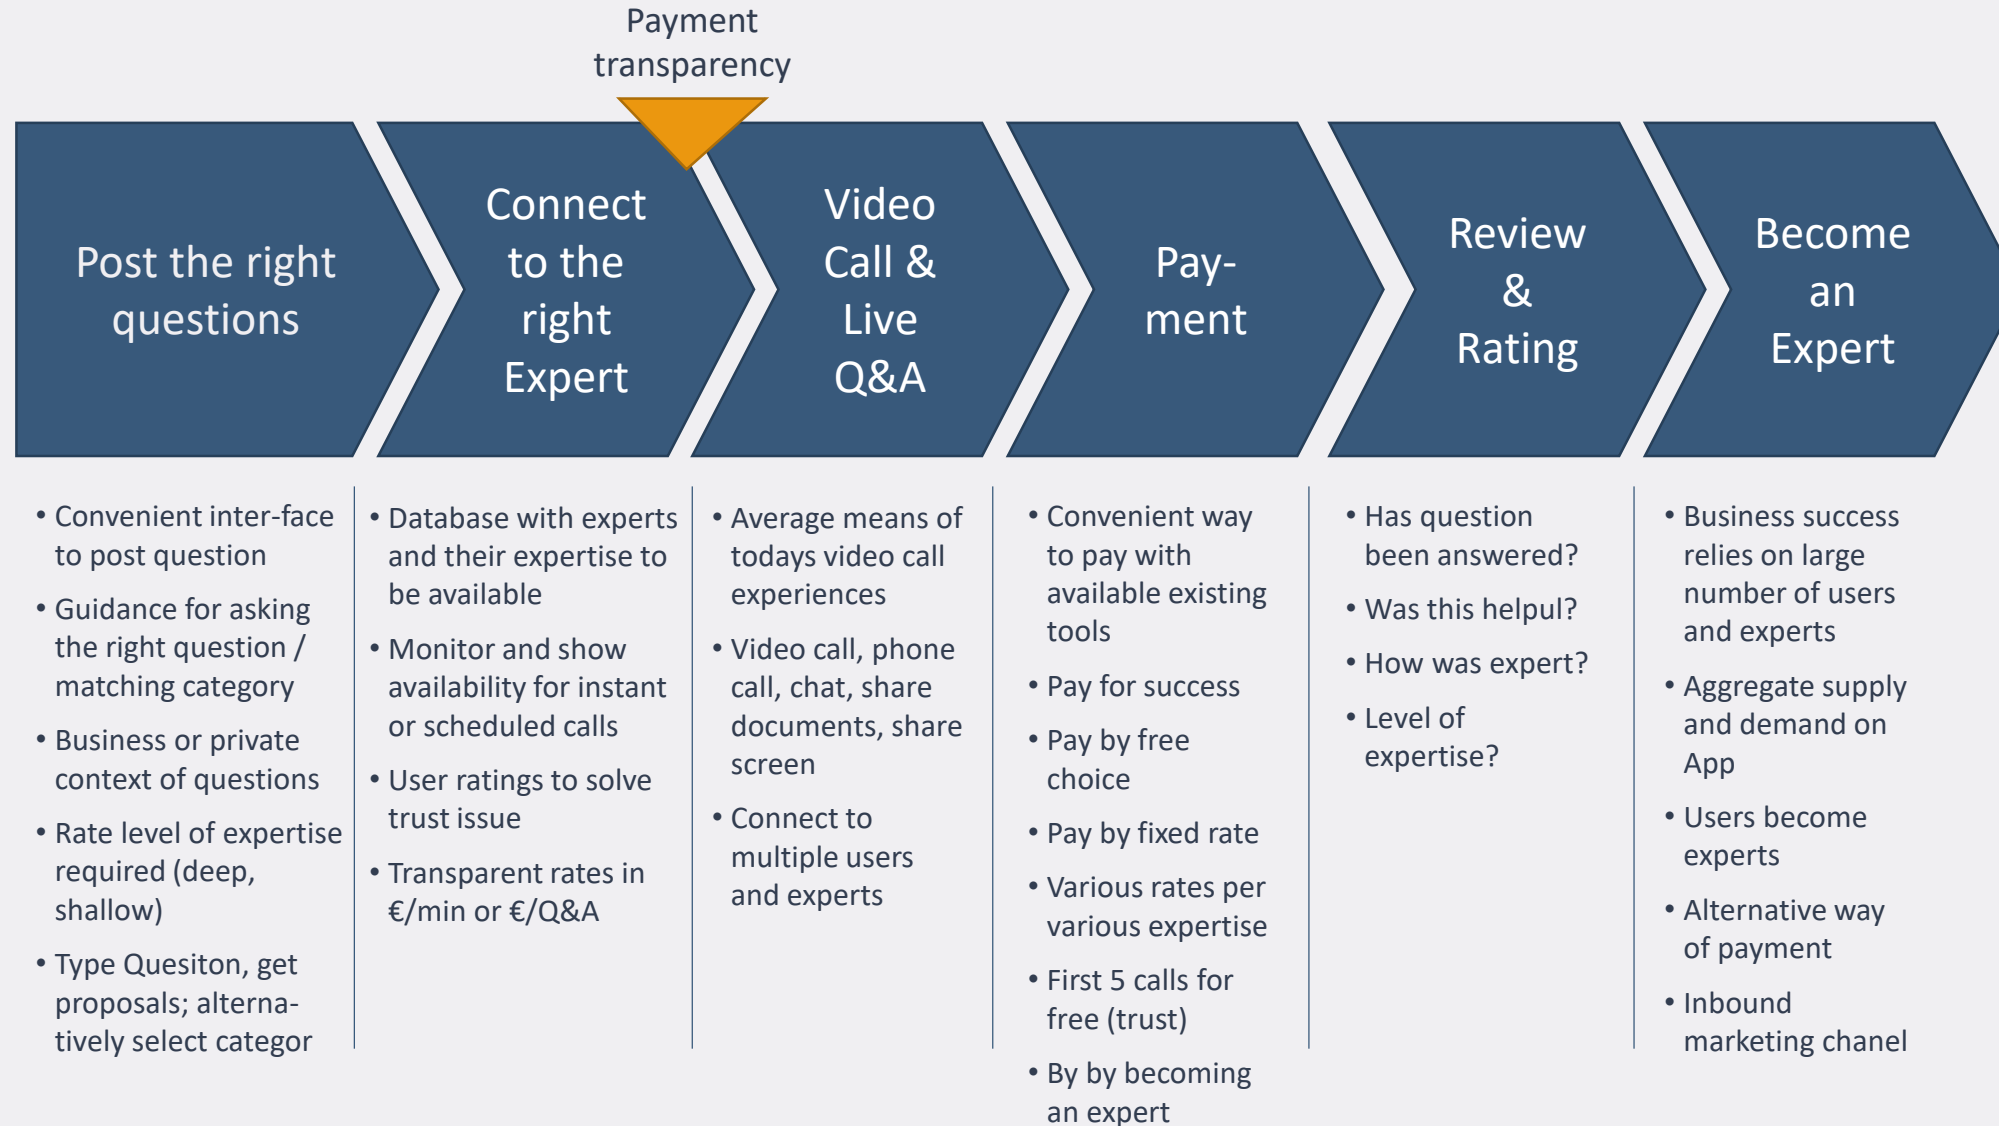 Payment
transparency
Post the right
questions
Connect
to the
right
Expert
Video
Call &
Live
Q&A
Pay-
ment
Review
&
Rating
Become
an
Expert
• Convenient inter-face
to post question
• Guidance for asking
the right question /
matching category
• Business or private
context of questions
• Rate level of expertise
required (deep,
shallow)
• Type Quesiton, get
proposals; alterna-
tively select categor
• Database with experts
and their expertise to
be available
• Monitor and show
availability for instant
or scheduled calls
• User ratings to solve
trust issue
• Transparent rates in
€/min or €/Q&A
• Average means of
todays video call
experiences
• Video call, phone
call, chat, share
documents, share
screen
• Connect to
multiple users
and experts
• Convenient way
to pay with
available existing
tools
• Pay for success
• Pay by free
choice
• Pay by fixed rate
• Various rates per
various expertise
• First 5 calls for
free (trust)
• By by becoming
an expert
• Has question
been answered?
• Was this helpul?
• How was expert?
• Level of
expertise?
• Business success
relies on large
number of users
and experts
• Aggregate supply
and demand on
App
• Users become
experts
• Alternative way
of payment
• Inbound
marketing chanel